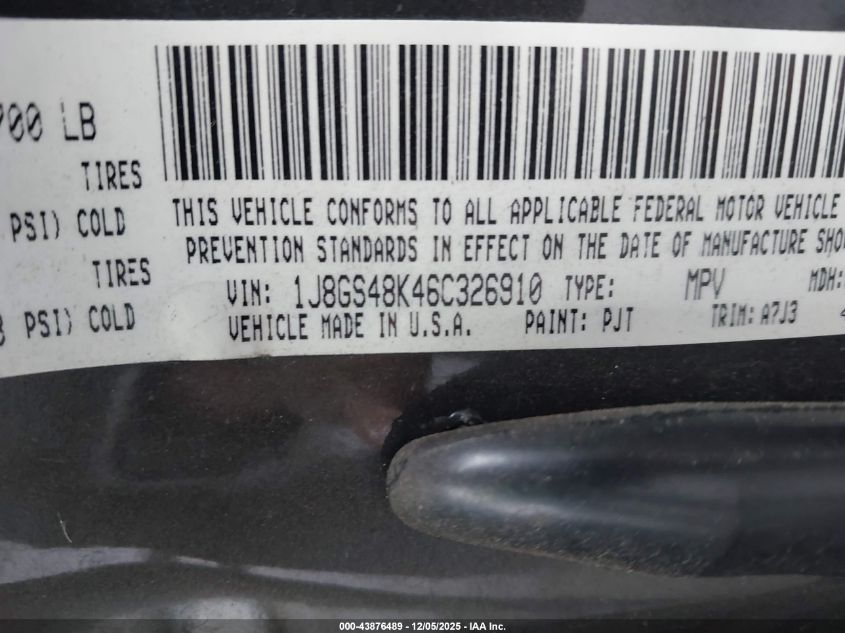 700 LB
TIRES
PSI) COLD
TIRES
PSI) COLD
THIS VEHICLE CONFORMS TO ALL APPLICABLE FEDERAL MOTOR VEHICLE
PREVENTION STANDARDS IN EFFECT ON THE DATE OF MANUFACTURE SHO
VIN: 1J8GS48K46C326910 TYPE: MPV MDH:
VEHICLE MADE IN U.S.A. PAINT: PJT TRIM: A7J3
000-43876489 - 12/05/2025 - IAA Inc.